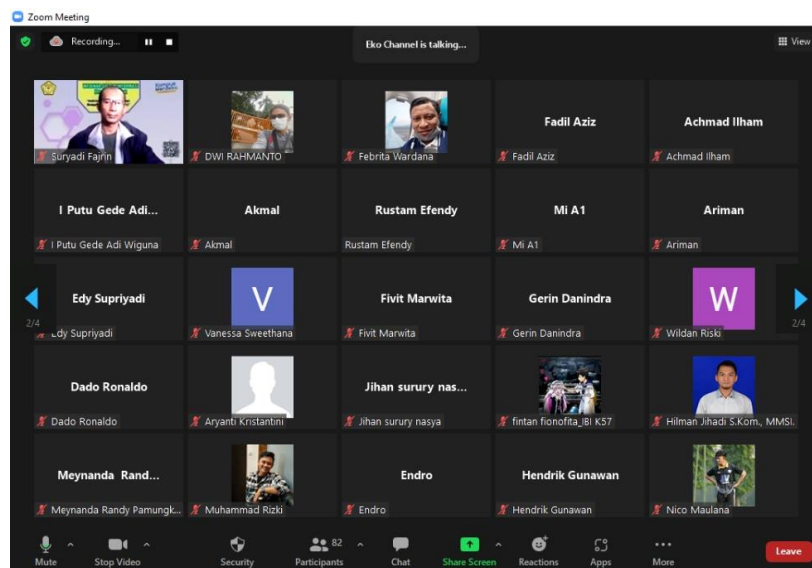 Zoom Meeting
Recording...
Eko Channel is talking...
View
Suryadi Fajrin
DWI RAHMANTO
Febrita Wardana
Fadil Aziz
Fadil Aziz
Achmad Ilham
Achmad Ilham
I Putu Gede Adi...
I Putu Gede Adi Wiguna
Akmal
Akmal
Rustam Efendy
Rustam Efendy
Mi A1
Mi A1
Ariman
Ariman
2/4
Edy Supriyadi
Edy Supriyadi
V
Vanessa Sweethana
Fivit Marwita
Fivit Marwita
Gerin Danindra
Gerin Danindra
W
Wildan Riski
2/4
Dado Ronaldo
Dado Ronaldo
Aryanti Kristantini
Jihan surury nas...
Jihan surury nasya
fintan fionofita_IBI K57
Hilman Jihadi S.Kom., MMSI.
Meynanda Rand...
Meynanda Randy Pamungk...
Muhammad Rizki
Endro
Endro
Hendrik Gunawan
Hendrik Gunawan
Nico Maulana
Mute
Stop Video
Security
Participants
82
Chat
Share Screen
Reactions
Apps
More
Leave